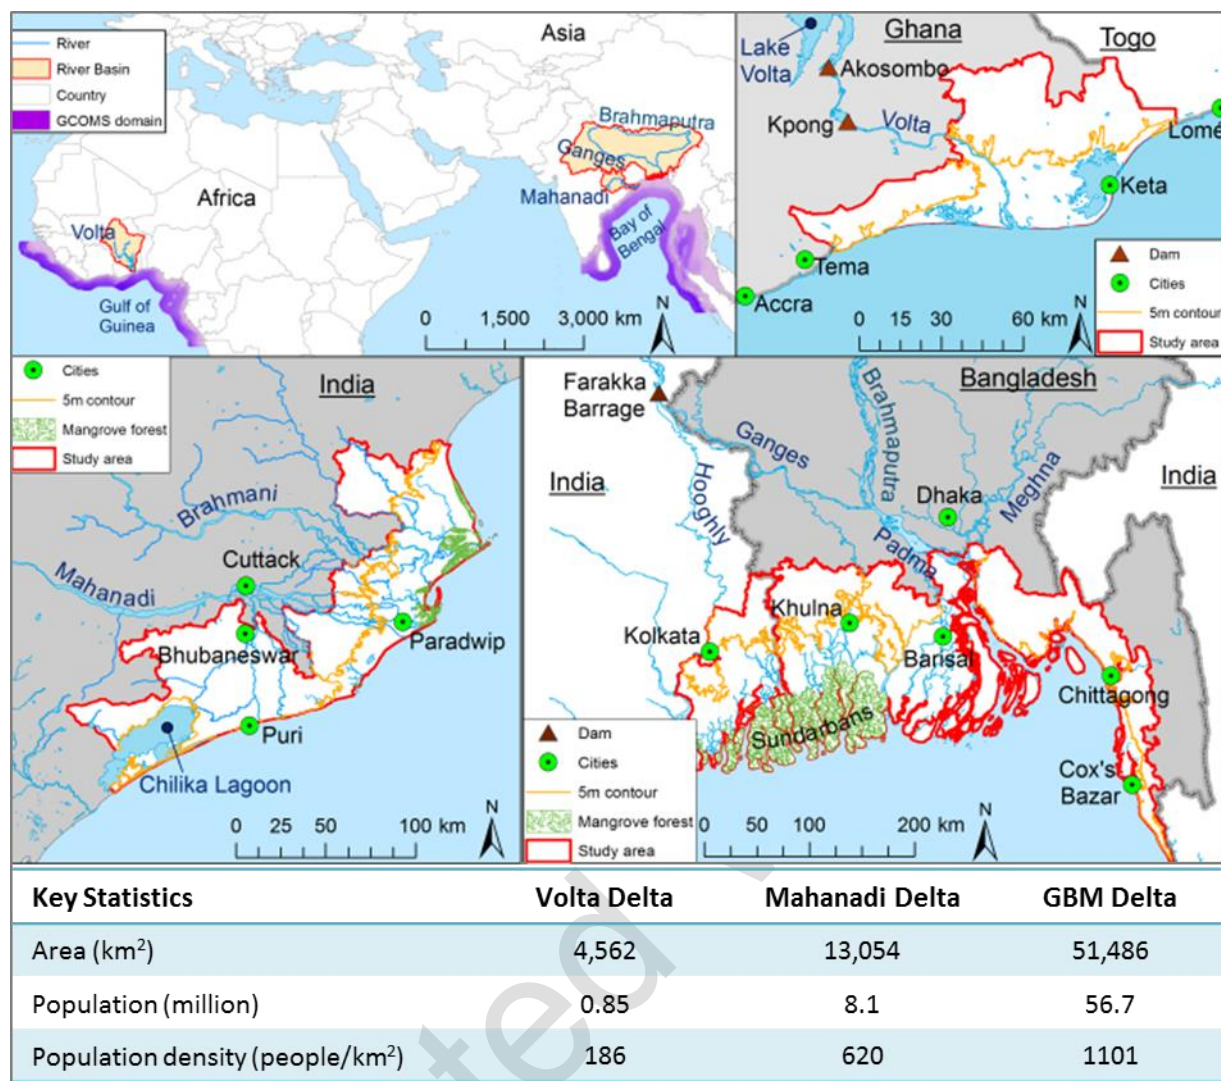 River
River Basin
Country
GCOMS domain
Asia
Brahmaputra
Ganges
Mahanadi
Africa
Volta
Bay of
Bengal
Gulf of
Guinea
N
0 1,500 3,000 km
Lake
Volta
Ghana
Togo
Akosombo
Kpong
Volta
Lome
Keta
Tema
Accra
Dam
Cities
5m contour
Study area
N
0 15 30 60 km
Cities
5m contour
Mangrove forest
Study area
India
Brahmani
Cuttack
Mahanadi
Bhubaneswar
Paradwip
Puri
Chilika Lagoon
N
0 25 50 100 km
Farakka
Barrage
Brahmaputra
Bangladesh
Ganges
India
Hooghly
Dhaka
Meghna
India
Padma
Khulna
Kolkata
Barisal
Chittagong
Sundarbans
Cox's
Bazar
Dam
Cities
5m contour
Mangrove forest
Study area
N
0 50 100 200 km
Key Statistics Volta Delta Mahanadi Delta GBM Delta
Area (km²) 4,562 13,054 51,486
Population (million) 0.85 8.1 56.7
Population density (people/km²) 186 620 1101